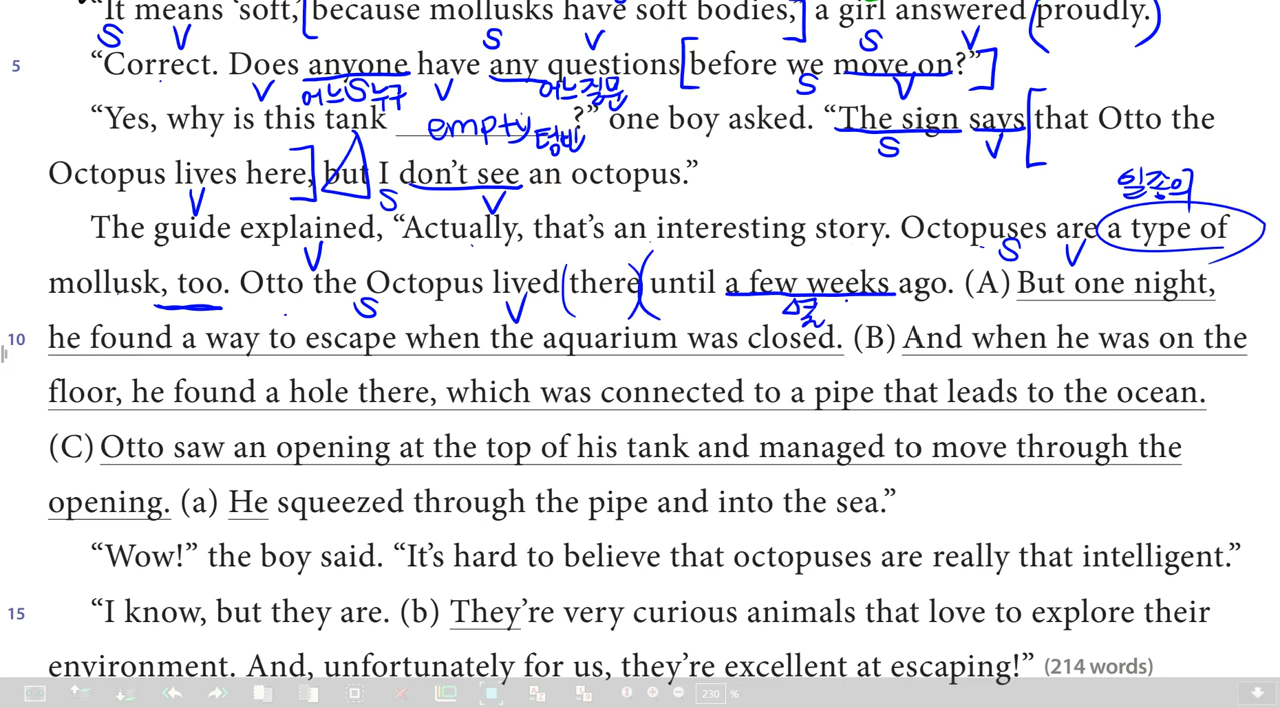 "It means 'soft,' because mollusks have soft bodies," a girl answered proudly.
S V S V S V
5 "Correct. Does anyone have any questions before we move on?"
V 어느 S 누구 V 어느 질문 S V
"Yes, why is this tank empty ?" one boy asked. "The sign says that Otto the
텅빈 S V
Octopus lives here, but I don't see an octopus."
V S V 일종의
The guide explained, "Actually, that's an interesting story. Octopuses are a type of
V S V
mollusk, too. Otto the Octopus lived there until a few weeks ago. (A) But one night,
S V
10 he found a way to escape when the aquarium was closed. (B) And when he was on the
floor, he found a hole there, which was connected to a pipe that leads to the ocean.
(C) Otto saw an opening at the top of his tank and managed to move through the
opening. (a) He squeezed through the pipe and into the sea."
"Wow!" the boy said. "It's hard to believe that octopuses are really that intelligent."
15 "I know, but they are. (b) They're very curious animals that love to explore their
environment. And, unfortunately for us, they're excellent at escaping!" (214 words)
230 %